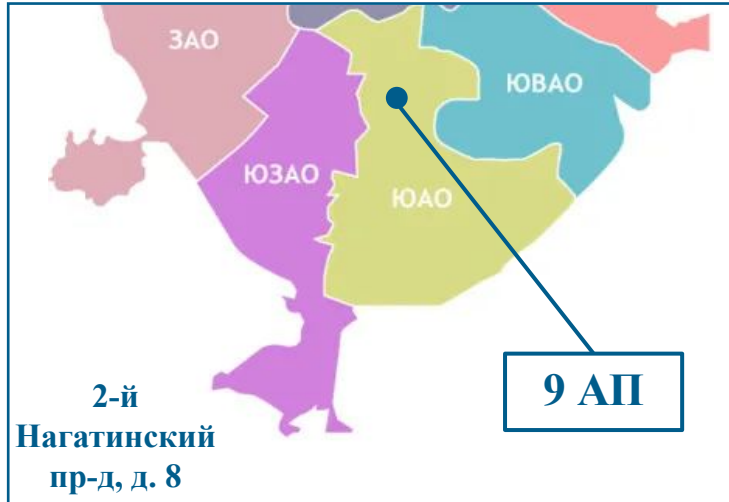 ЗАО
ЮВАО
ЮЗАО
ЮАО
9 АП
2-й
Нагатинский
пр-д, д. 8